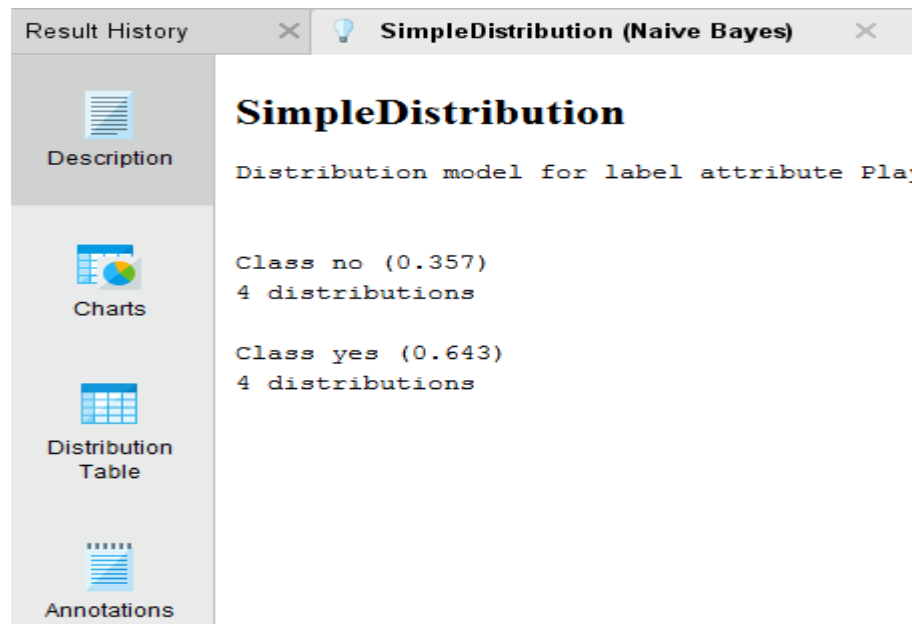 Result History
SimpleDistribution (Naive Bayes)
Description
Charts
Distribution
Table
Annotations
SimpleDistribution
Distribution model for label attribute Play
Class no (0.357)
4 distributions
Class yes (0.643)
4 distributions